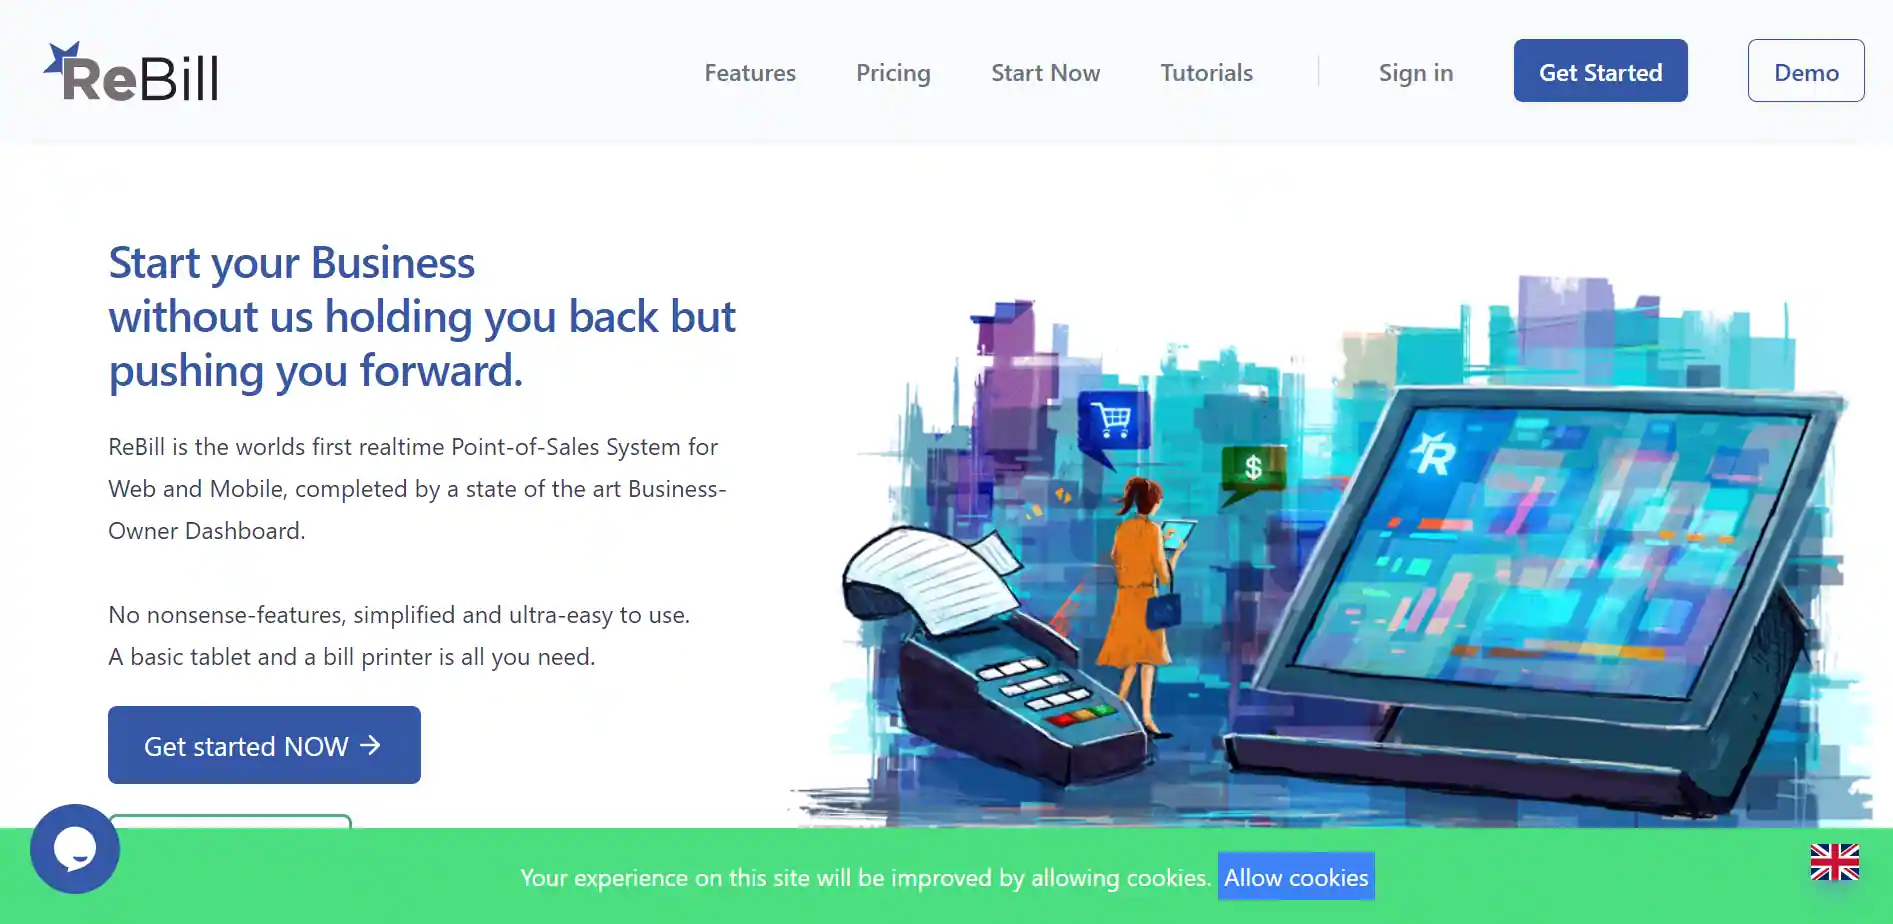 ReBill
Features
Pricing
Start Now
Tutorials
Sign in
Get Started
Demo
Start your Business
without us holding you back but
pushing you forward.
ReBill is the worlds first realtime Point-of-Sales System for
Web and Mobile, completed by a state of the art Business-
Owner Dashboard.
No nonsense-features, simplified and ultra-easy to use.
A basic tablet and a bill printer is all you need.
Get started NOW →
$
R
Your experience on this site will be improved by allowing cookies. Allow cookies